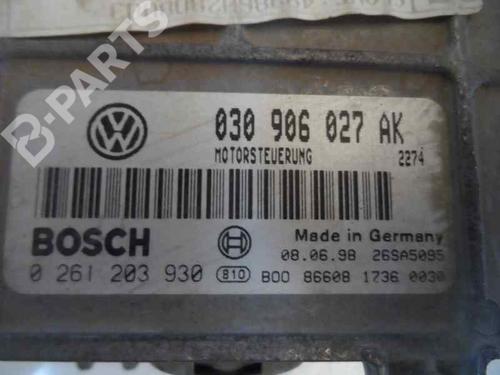 030 906 027 AK
MOTORSTEUERUNG 2274
BOSCH
Made in Germany
08.06.98 26SA5095
0 261 203 930 810 B00 86608 1736 0030
B-PARTS
B-PARTS